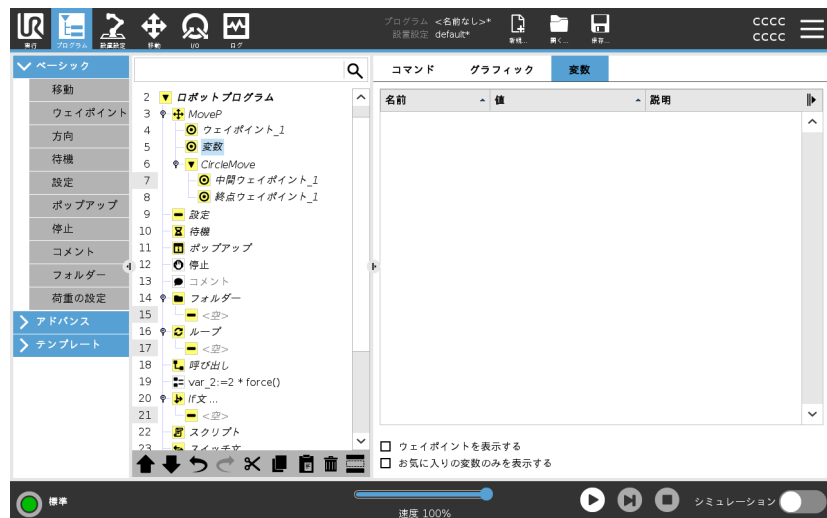 プログラム <名前なし>*
設置設定 default*
実行 プログラム 設置設定 移動 I/O ログ 新規... 開く... 保存...
cccc
cccc
ベーシック
移動
ウェイポイント
方向
待機
設定
ポップアップ
停止
コメント
フォルダー
荷重の設定
アドバンス
テンプレート
2 ロボットプログラム
3 MoveP
4 ウェイポイント_1
5 変数
6 CircleMove
7 中間ウェイポイント_1
8 終点ウェイポイント_1
9 設定
10 待機
11 ポップアップ
12 停止
13 コメント
14 フォルダー
15 <空>
16 ループ
17 <空>
18 呼び出し
19 var_2:=2 * force()
20 If文...
21 <空>
22 スクリプト
23 スイッチ文
コマンド グラフィック 変数
名前 値 説明
ウェイポイントを表示する
お気に入りの変数のみを表示する
標準
速度 100%
シミュレーション